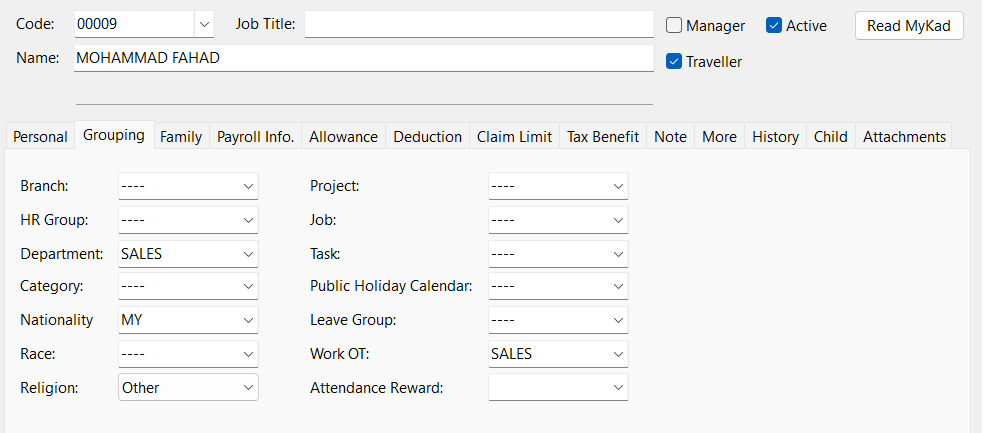 Code: 00009 Job Title: Manager Active Read MyKad
Name: MOHAMMAD FAHAD Traveller
Personal Grouping Family Payroll Info. Allowance Deduction Claim Limit Tax Benefit Note More History Child Attachments
Branch: ---- Project: ----
HR Group: ---- Job: ----
Department: SALES Task: ----
Category: ---- Public Holiday Calendar: ----
Nationality MY Leave Group: ----
Race: ---- Work OT: SALES
Religion: Other Attendance Reward: